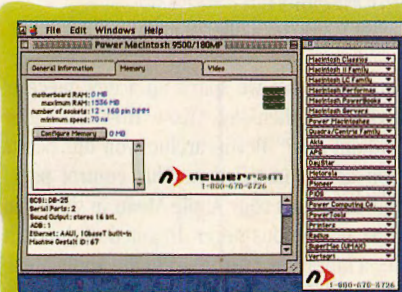 File Edit Windows Help
Power Macintosh 9500/180MP
General Information Memory Video
motherboard RAM: 0 MB
maximum RAM: 1536 MB
number of sockets: 12 - 168 pin DIMM
minimum speed: 70 ns
Configure Memory 0 MB
newerram
1-800-678-3726
SCSI: DB-25
Serial Ports: 2
Sound Output: stereo 16 bit.
ADB: 1
Ethernet: AAUI, 10baseT built-in
Machine Gestalt ID: 67
Macintosh Classics
Macintosh II Family
Macintosh LC Family
Macintosh Performas
Macintosh PowerBooks
Macintosh Servers
Power Macintoshes
Quadra/Centris Family
Akia
APS
DayStar
Motorola
Pioneer
PIOS
Power Computing Co.
PowerTools
Printers
Radius
SuperMac (UMAX)
Vertegri
1-800-678-3726